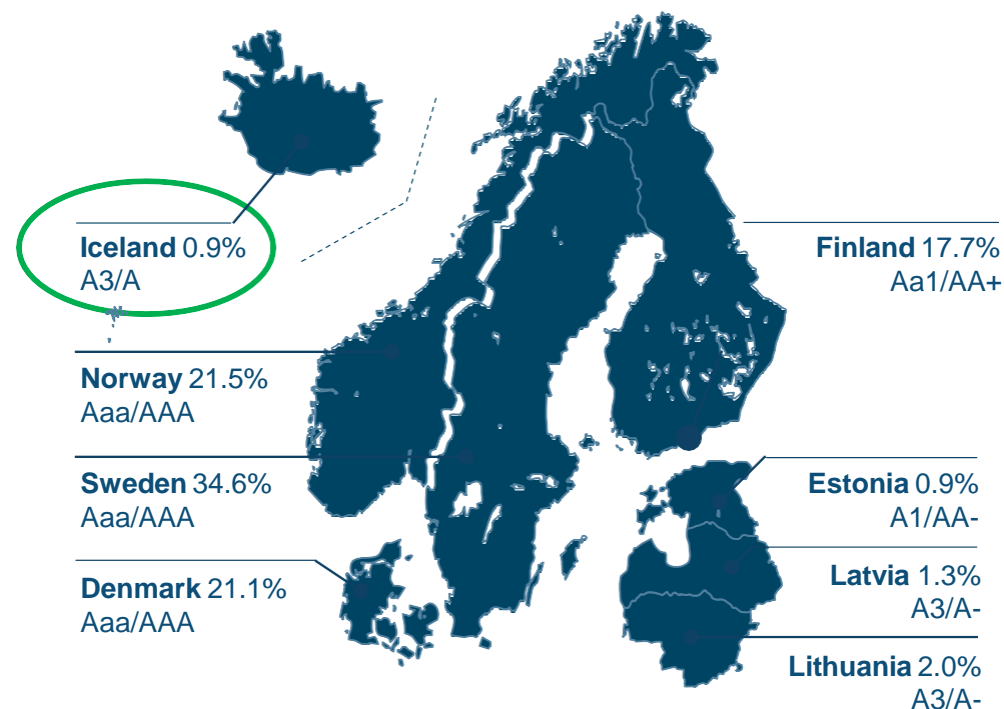 Iceland 0.9%
A3/A
Norway 21.5%
Aaa/AAA
Sweden 34.6%
Aaa/AAA
Denmark 21.1%
Aaa/AAA
Finland 17.7%
Aa1/AA+
Estonia 0.9%
A1/AA-
Latvia 1.3%
A3/A-
Lithuania 2.0%
A3/A-